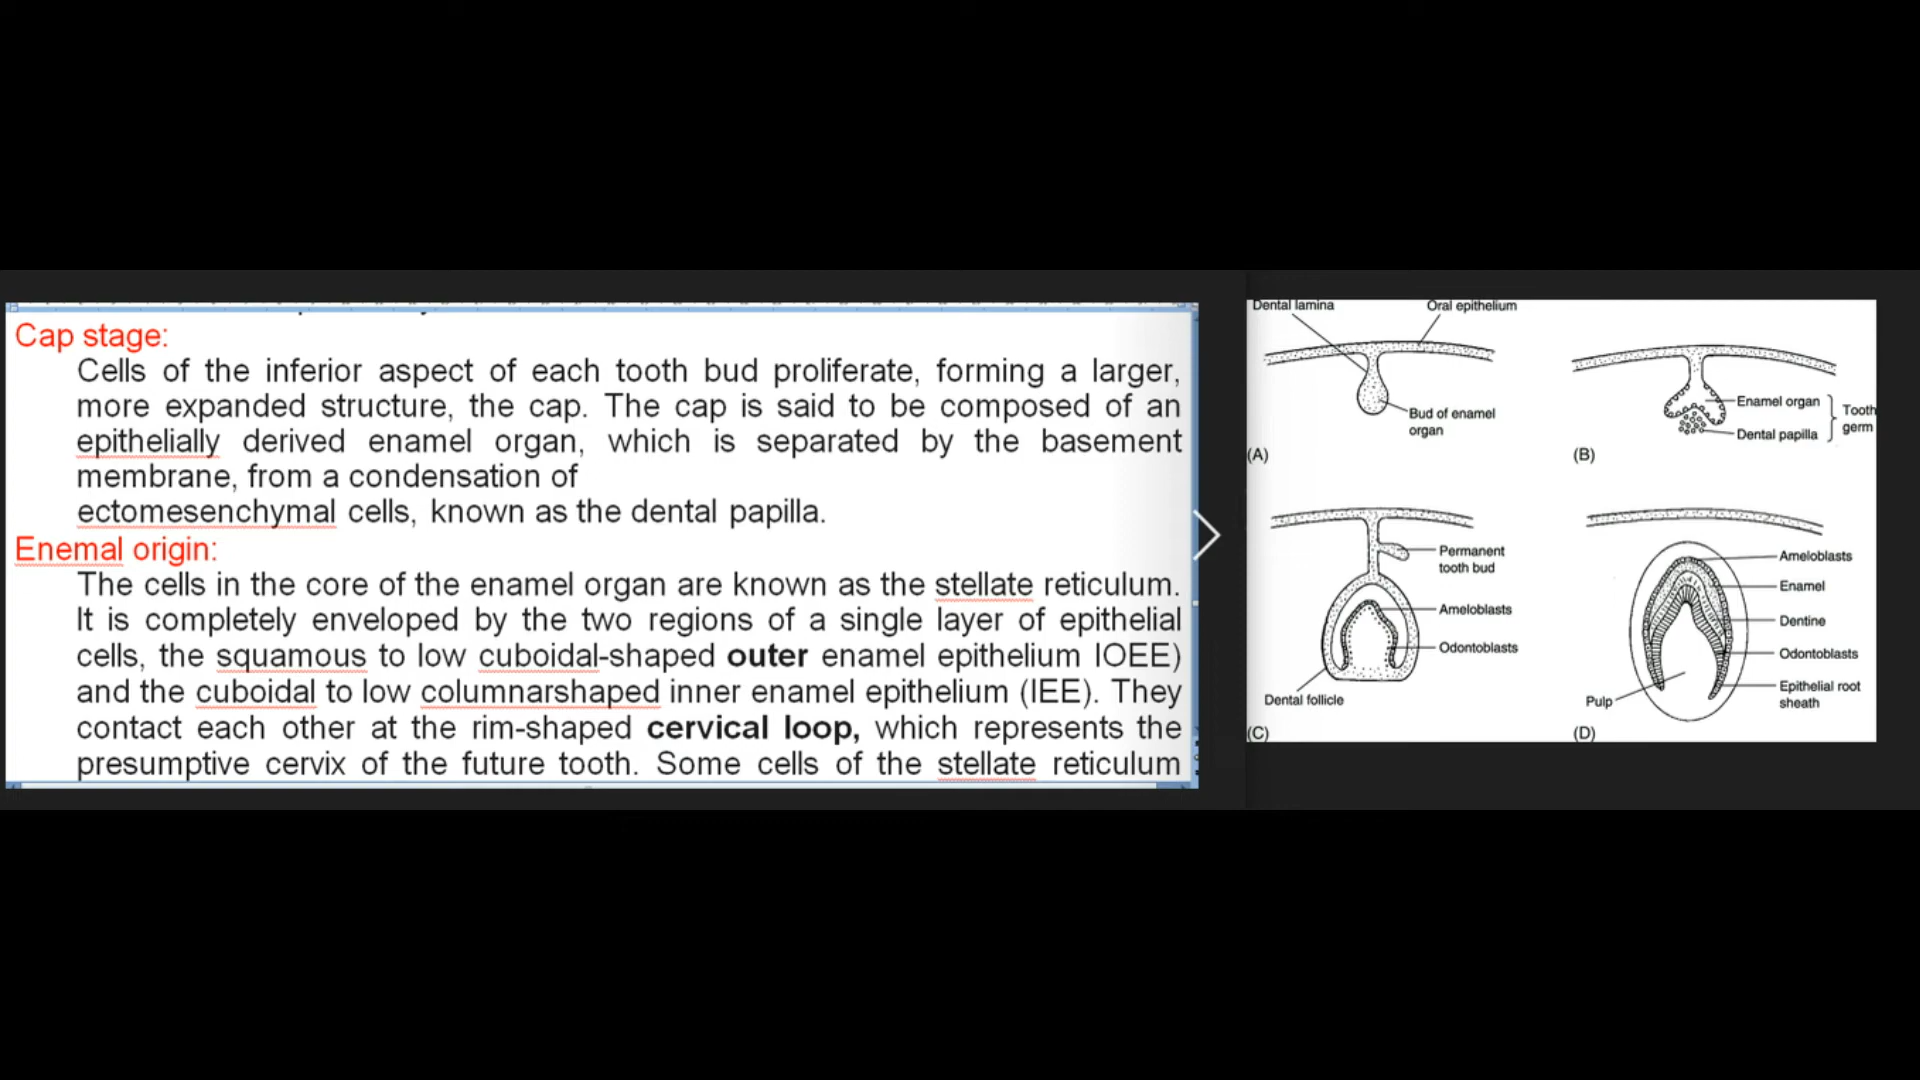 Cap stage:
Cells of the inferior aspect of each tooth bud proliferate, forming a larger,
more expanded structure, the cap. The cap is said to be composed of an
epithelially derived enamel organ, which is separated by the basement
membrane, from a condensation of
ectomesenchymal cells, known as the dental papilla.
Enemal origin:
The cells in the core of the enamel organ are known as the stellate reticulum.
It is completely enveloped by the two regions of a single layer of epithelial
cells, the squamous to low cuboidal-shaped outer enamel epithelium IOEE)
and the cuboidal to low columnarshaped inner enamel epithelium (IEE). They
contact each other at the rim-shaped cervical loop, which represents the
presumptive cervix of the future tooth. Some cells of the stellate reticulum
Dental lamina
Oral epithelium
Bud of enamel
organ
(A)
Enamel organ
Dental papilla
Tooth
germ
(B)
Permanent
tooth bud
Ameloblasts
Odontoblasts
Dental follicle
(C)
Ameloblasts
Enamel
Dentine
Odontoblasts
Epithelial root
sheath
Pulp
(D)